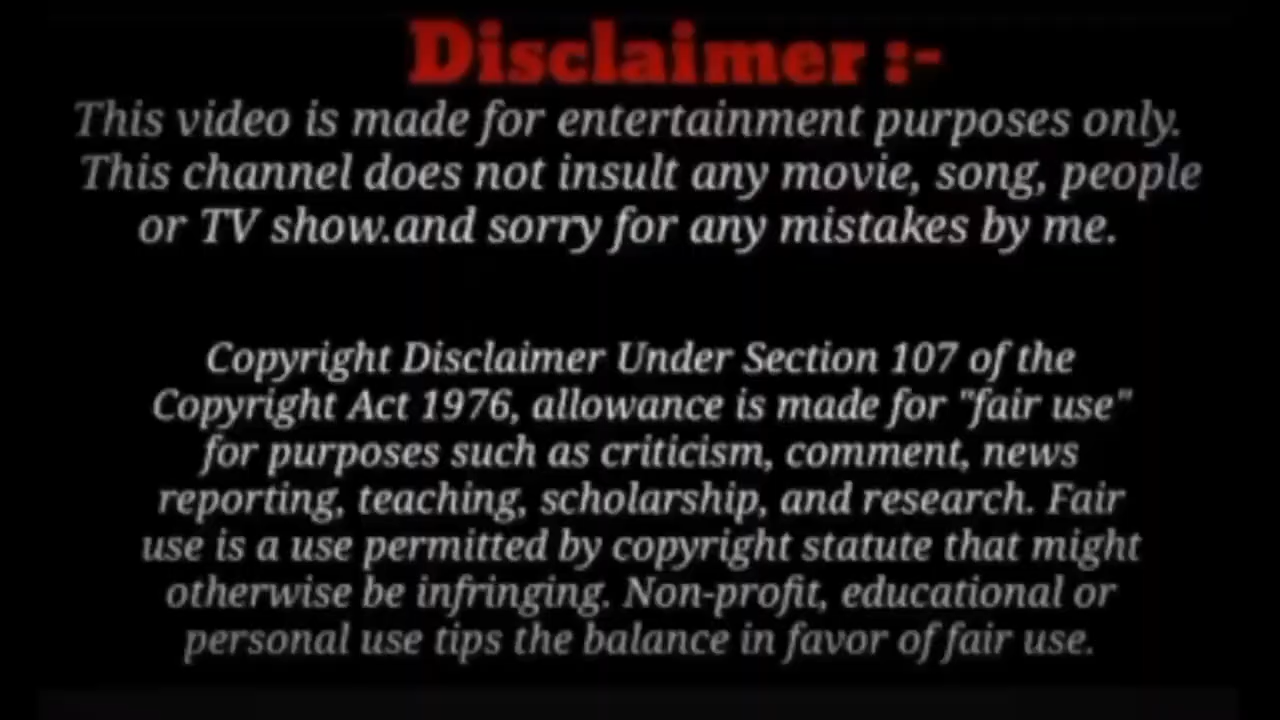 Disclaimer :-
This video is made for entertainment purposes only.
This channel does not insult any movie, song, people
or TV show.and sorry for any mistakes by me.
Copyright Disclaimer Under Section 107 of the
Copyright Act 1976, allowance is made for "fair use"
for purposes such as criticism, comment, news
reporting, teaching, scholarship, and research. Fair
use is a use permitted by copyright statute that might
otherwise be infringing. Non-profit, educational or
personal use tips the balance in favor of fair use.